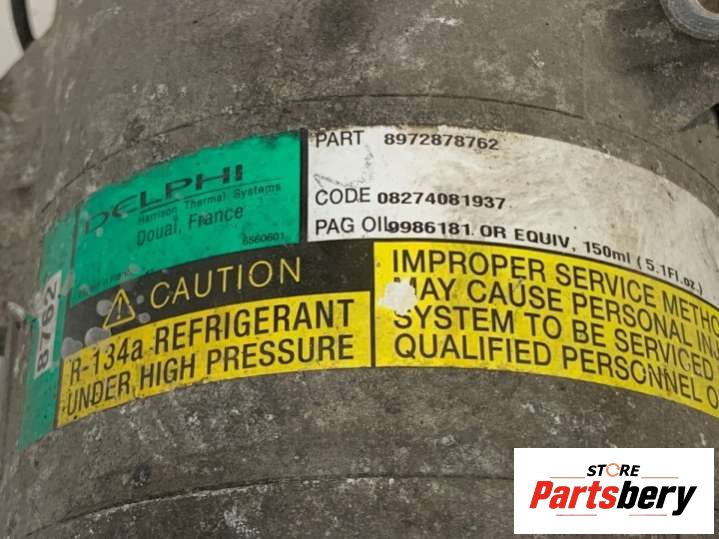 PART 8972878762
DELPHI
Harrison Thermal Systems
Douai, France
6560601
CODE 08274081937
PAG OIL 9986181 OR EQUIV, 150ml (5.1Fl.oz.)
8762
CAUTION
R-134a REFRIGERANT
UNDER HIGH PRESSURE
IMPROPER SERVICE METHO
MAY CAUSE PERSONAL INJ
SYSTEM TO BE SERVICED
QUALIFIED PERSONNEL O
STORE
Partsbery